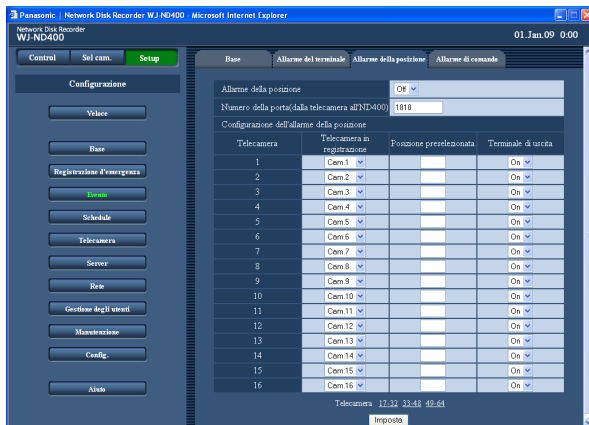 Panasonic | Network Disk Recorder WJ-ND400 - Microsoft Internet Explorer
Network Disk Recorder
WJ-ND400
01.Jan.09 0:00
Control Sel cam. Setup
Configurazione
Veloce
Base
Registrazione d'emergenza
Evento
Schedule
Telecamera
Server
Rete
Gestione degli utenti
Manutenzione
Config.
Aiuto
Base Allarme del terminale Allarme della posizione Allarme di comando
Allarme della posizione Off
Numero della porta(dalla telecamera all'ND400) 1818
Configurazione dell'allarme della posizione
Telecamera Telecamera in registrazione Posizione preselezionata Terminale di uscita
1 Cam.1 On
2 Cam.2 On
3 Cam.3 On
4 Cam.4 On
5 Cam.5 On
6 Cam.6 On
7 Cam.7 On
8 Cam.8 On
9 Cam.9 On
10 Cam.10 On
11 Cam.11 On
12 Cam.12 On
13 Cam.13 On
14 Cam.14 On
15 Cam.15 On
16 Cam.16 On
Telecamera 17-32 33-48 49-64
Imposta